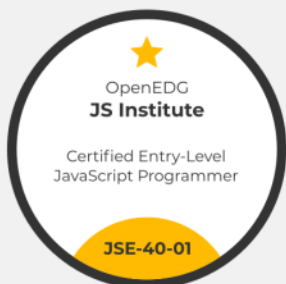 OpenEDG
JS Institute
Certified Entry-Level
JavaScript Programmer
JSE-40-01